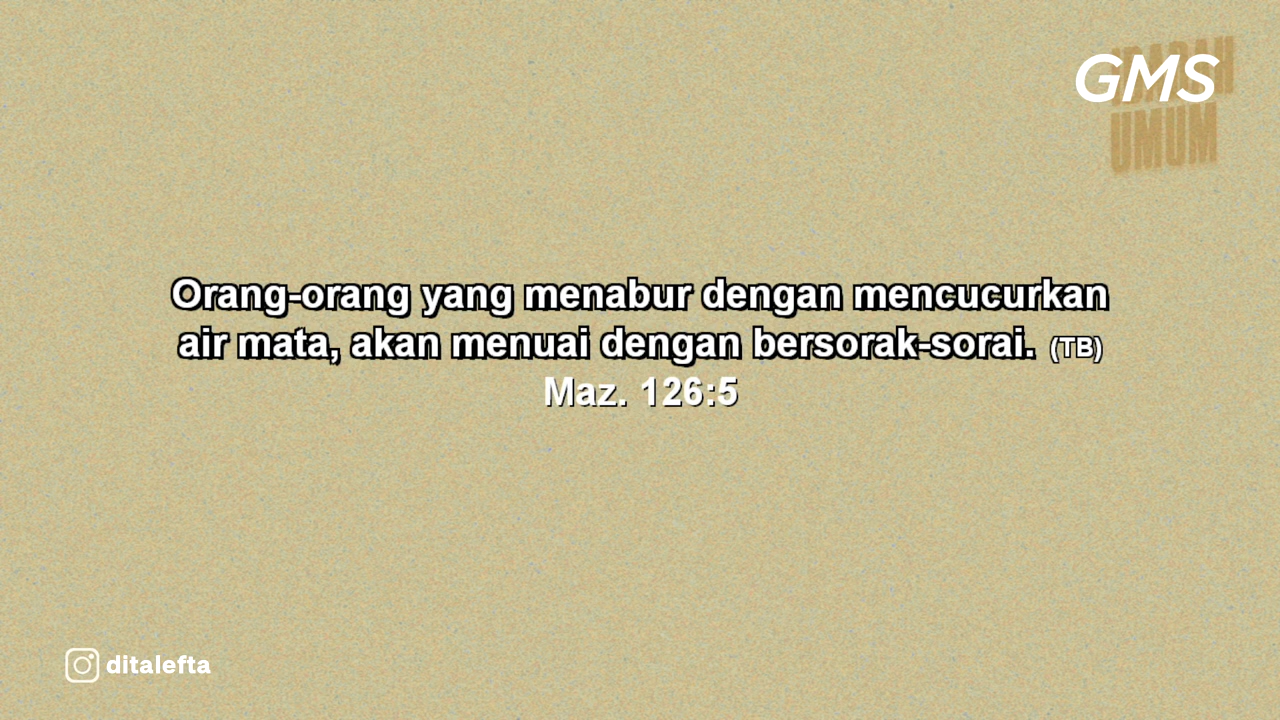 GMS
UMUM
Orang-orang yang menabur dengan mencucurkan
air mata, akan menuai dengan bersorak-sorai. (TB)
Maz. 126:5
ditalefta